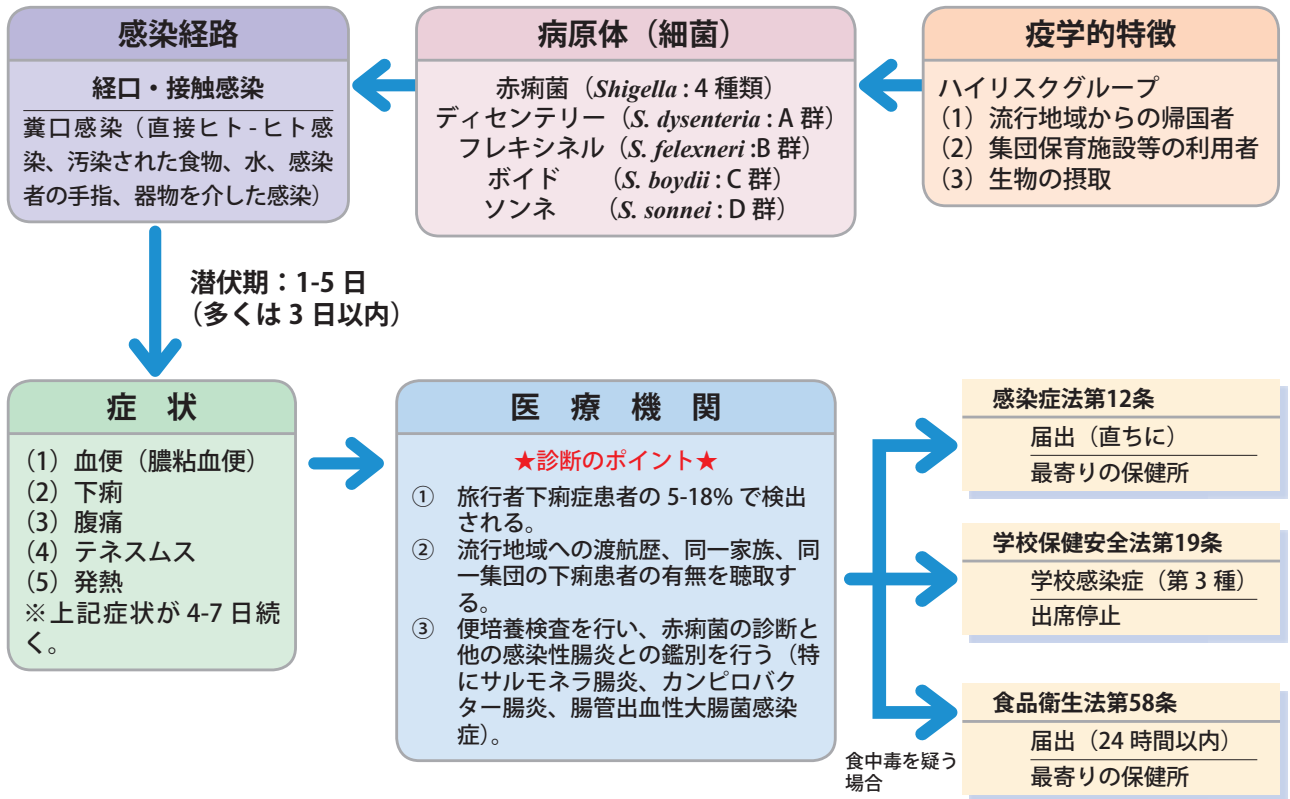 感染経路
経口・接触感染
糞口感染（直接ヒト - ヒト感
染、汚染された食物、水、感染
者の手指、器物を介した感染）
病原体（細菌）
赤痢菌（Shigella : 4 種類）
ディセンテリー（S. dysenteria : A 群）
フレキシネル（S. felexneri :B 群）
ボイド　　（S. boydii : C 群）
ソンネ　　（S. sonnei : D 群）
疫学的特徴
ハイリスクグループ
（1）流行地域からの帰国者
（2）集団保育施設等の利用者
（3）生物の摂取
潜伏期：1-5 日
（多くは 3 日以内）
症　状
（1）血便（膿粘血便）
（2）下痢
（3）腹痛
（4）テネスムス
（5）発熱
※上記症状が 4-7 日続
く。
医　療　機　関
★診断のポイント★
①　旅行者下痢症患者の 5-18% で検出
される。
②　流行地域への渡航歴、同一家族、同
一集団の下痢患者の有無を聴取す
る。
③　便培養検査を行い、赤痢菌の診断と
他の感染性腸炎との鑑別を行う（特
にサルモネラ腸炎、カンピロバク
ター腸炎、腸管出血性大腸菌感染
症）。
感染症法第12条
届出（直ちに）
最寄りの保健所
学校保健安全法第19条
学校感染症（第 3 種）
出席停止
食中毒を疑う
場合
食品衛生法第58条
届出（24 時間以内）
最寄りの保健所